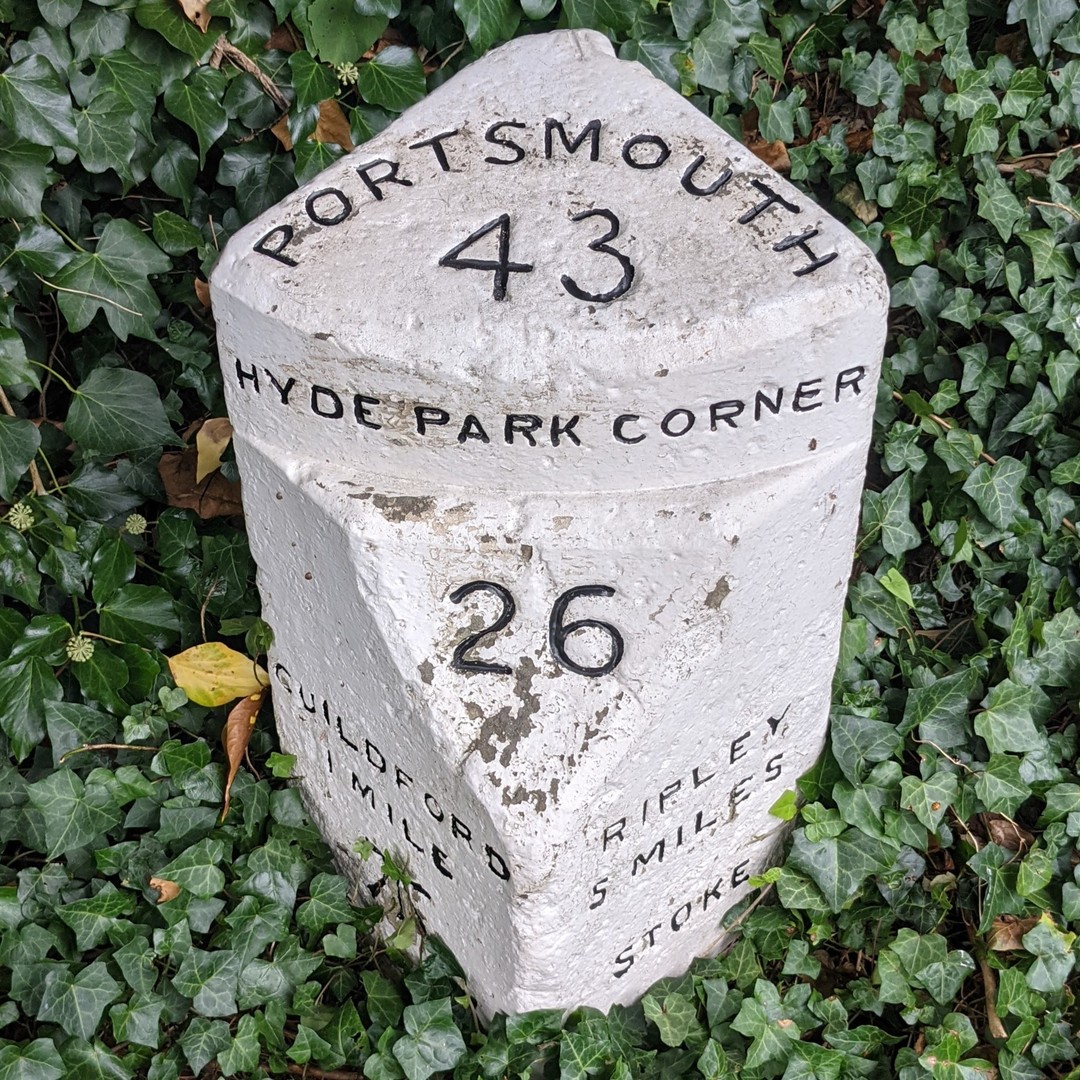 PORTSMOUTH
43
HYDE PARK CORNER
26
GUILDFORD
1 MILE
RIPLEY
5 MILES
STOKE